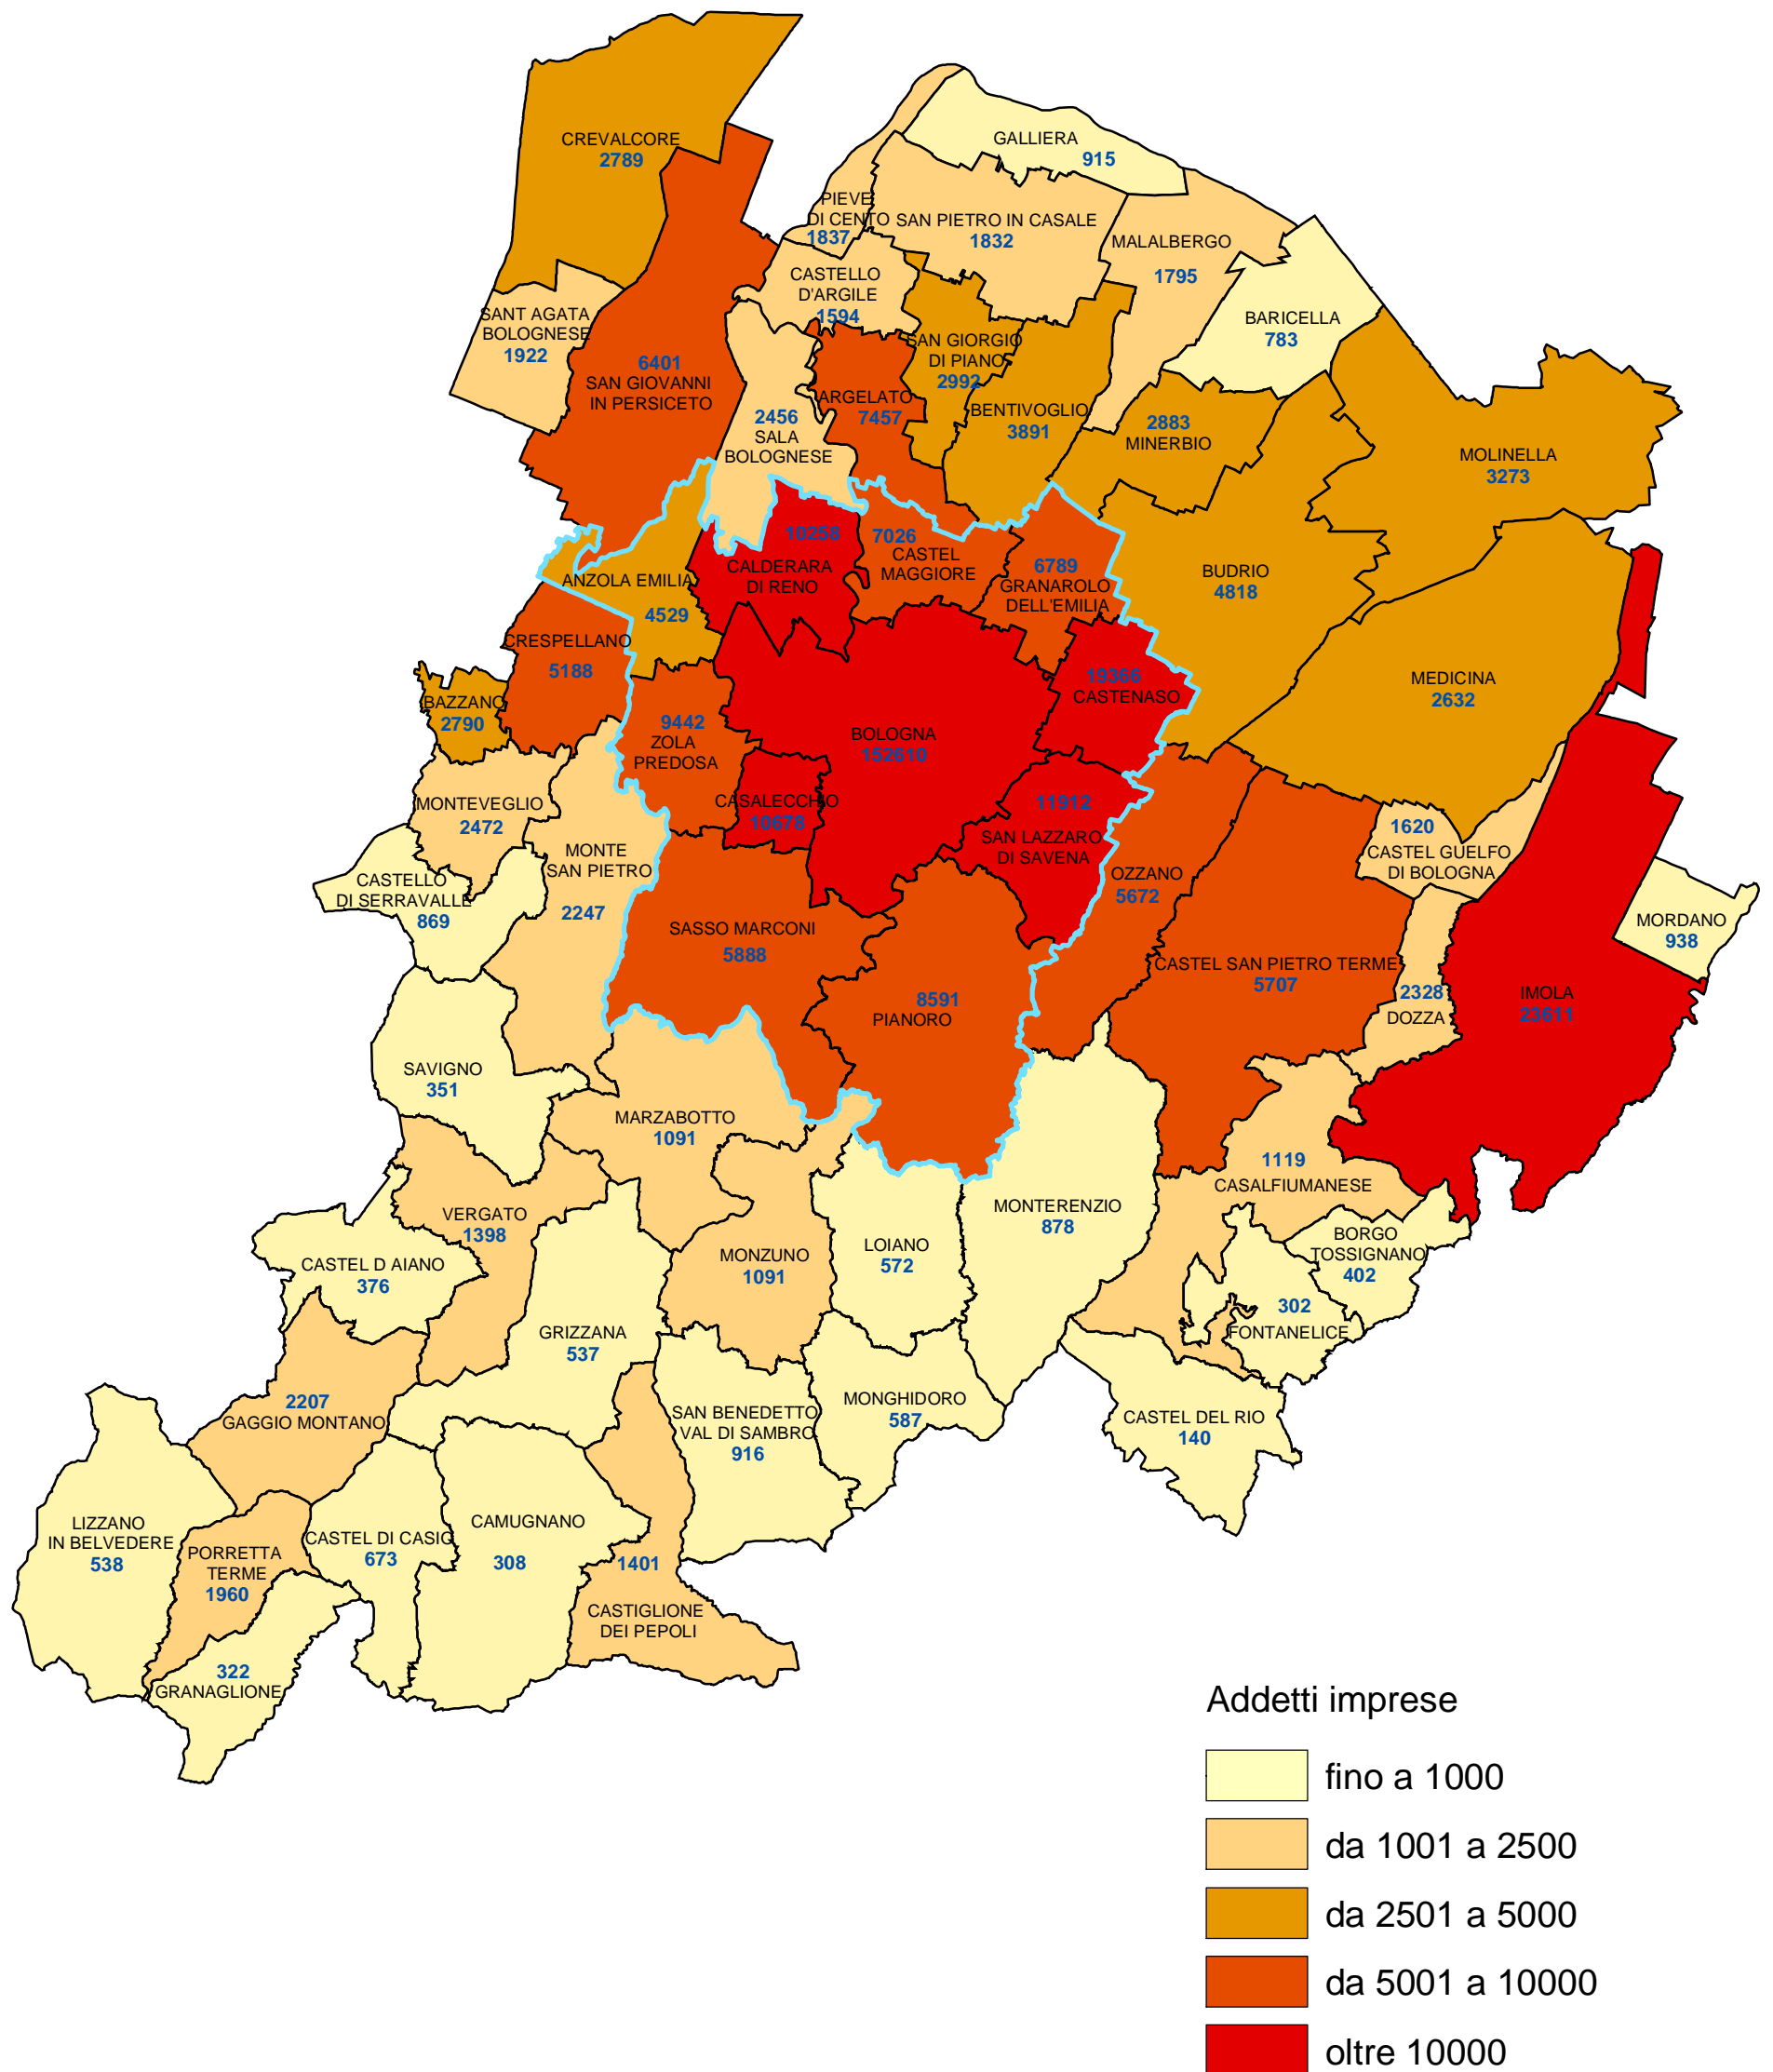 CREVALCORE
2789
GALLIERA
915
PIEVE
DI CENTO
1837
SAN PIETRO IN CASALE
1832
MALALBERGO
1795
CASTELLO
D'ARGILE
1594
SANT AGATA
BOLOGNESE
1922
BARICELLA
783
SAN GIORGIO
DI PIANO
2992
6401
SAN GIOVANNI
IN PERSICETO
ARGELATO
7457
BENTIVOGLIO
3891
2456
SALA
BOLOGNESE
2883
MINERBIO
MOLINELLA
3273
10258
CALDERARA
DI RENO
7026
CASTEL
MAGGIORE
6789
GRANAROLO
DELL'EMILIA
BUDRIO
4818
ANZOLA EMILIA
4529
CRESPELLANO
5188
19366
CASTENASO
MEDICINA
2632
BAZZANO
2790
9442
ZOLA
PREDOSA
BOLOGNA
152610
MONTEVEGLIO
2472
CASALECCHIO
10678
11912
SAN LAZZARO
DI SAVENA
1620
CASTEL GUELFO
DI BOLOGNA
MONTE
SAN PIETRO
2247
CASTELLO
DI SERRAVALLE
869
OZZANO
5672
SASSO MARCONI
5888
MORDANO
938
CASTEL SAN PIETRO TERME
5707
8591
PIANORO
2328
DOZZA
IMOLA
23611
SAVIGNO
351
MARZABOTTO
1091
1119
CASALFIUMANESE
VERGATO
1398
MONTERENZIO
878
BORGO
TOSSIGNANO
402
CASTEL D AIANO
376
MONZUNO
1091
LOIANO
572
302
FONTANELICE
GRIZZANA
537
2207
GAGGIO MONTANO
SAN BENEDETTO
VAL DI SAMBRO
916
MONGHIDORO
587
CASTEL DEL RIO
140
LIZZANO
IN BELVEDERE
538
PORRETTA
TERME
1960
CASTEL DI CASIO
673
CAMUGNANO
308
1401
CASTIGLIONE
DEI PEPOLI
322
GRANAGLIONE
Addetti imprese
fino a 1000
da 1001 a 2500
da 2501 a 5000
da 5001 a 10000
oltre 10000